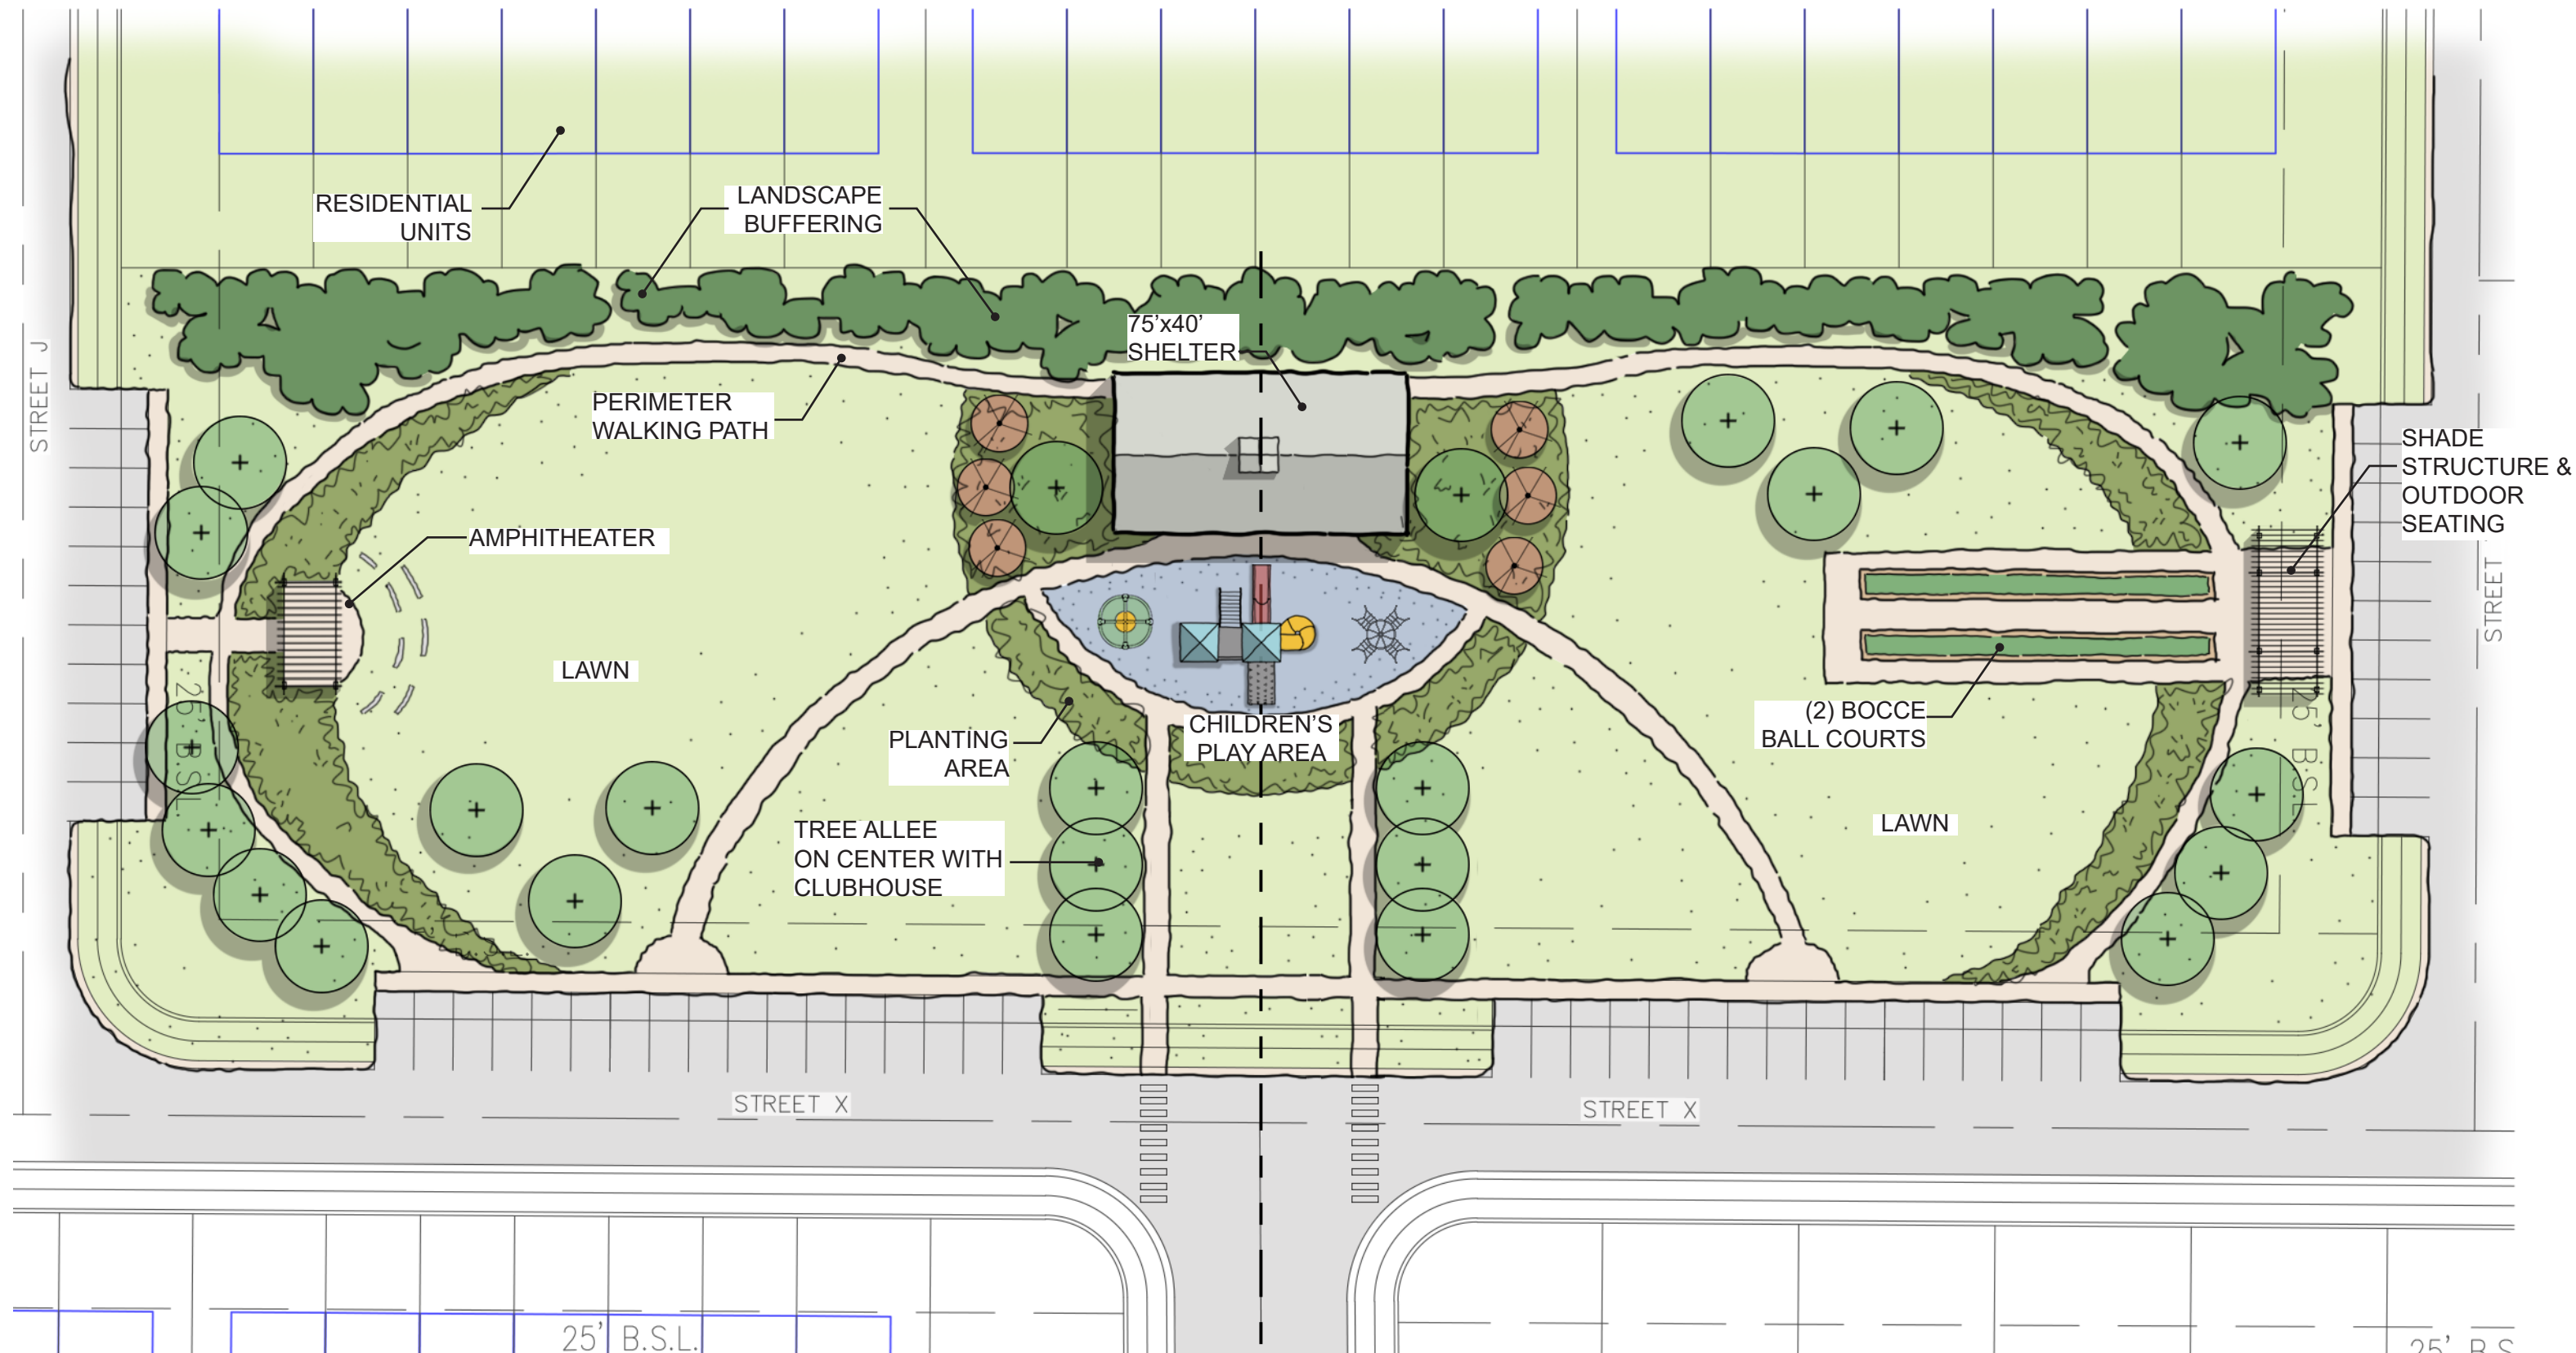 RESIDENTIAL
UNITS
LANDSCAPE
BUFFERING
75'x40'
SHELTER
STREET J
PERIMETER
WALKING PATH
SHADE
STRUCTURE &
OUTDOOR
SEATING
AMPHITHEATER
STREET
LAWN
25' B.S.L.
(2) BOCCE
BALL COURTS
25' B.S.L.
CHILDREN'S
PLAY AREA
PLANTING
AREA
TREE ALLEE
ON CENTER WITH
CLUBHOUSE
LAWN
STREET X
STREET X
25' B.S.L.
25' B.S